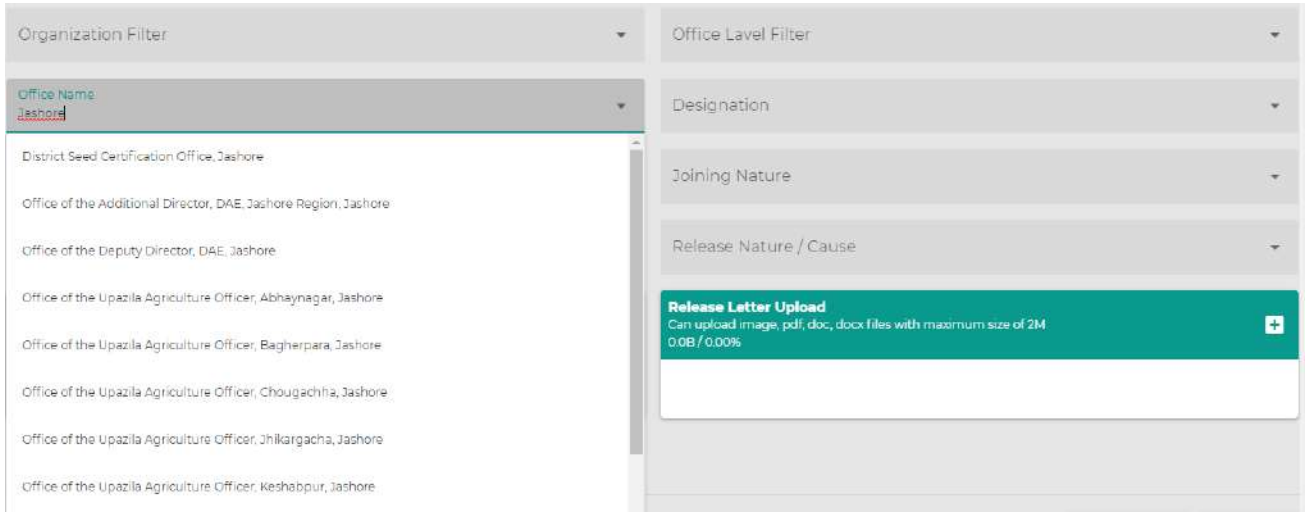 Organization Filter
Office Lavel Filter
Office Name
Jashore
Designation
District Seed Certification Office, Jashore
Office of the Additional Director, DAE, Jashore Region, Jashore
Office of the Deputy Director, DAE, Jashore
Office of the Upazila Agriculture Officer, Abhaynagar, Jashore
Office of the Upazila Agriculture Officer, Bagherpara, Jashore
Office of the Upazila Agriculture Officer, Chougachha, Jashore
Office of the Upazila Agriculture Officer, Jhikargacha, Jashore
Office of the Upazila Agriculture Officer, Keshabpur, Jashore
Joining Nature
Release Nature / Cause
Release Letter Upload
Can upload image, pdf, doc, docx files with maximum size of 2M
0.0B / 0.00%